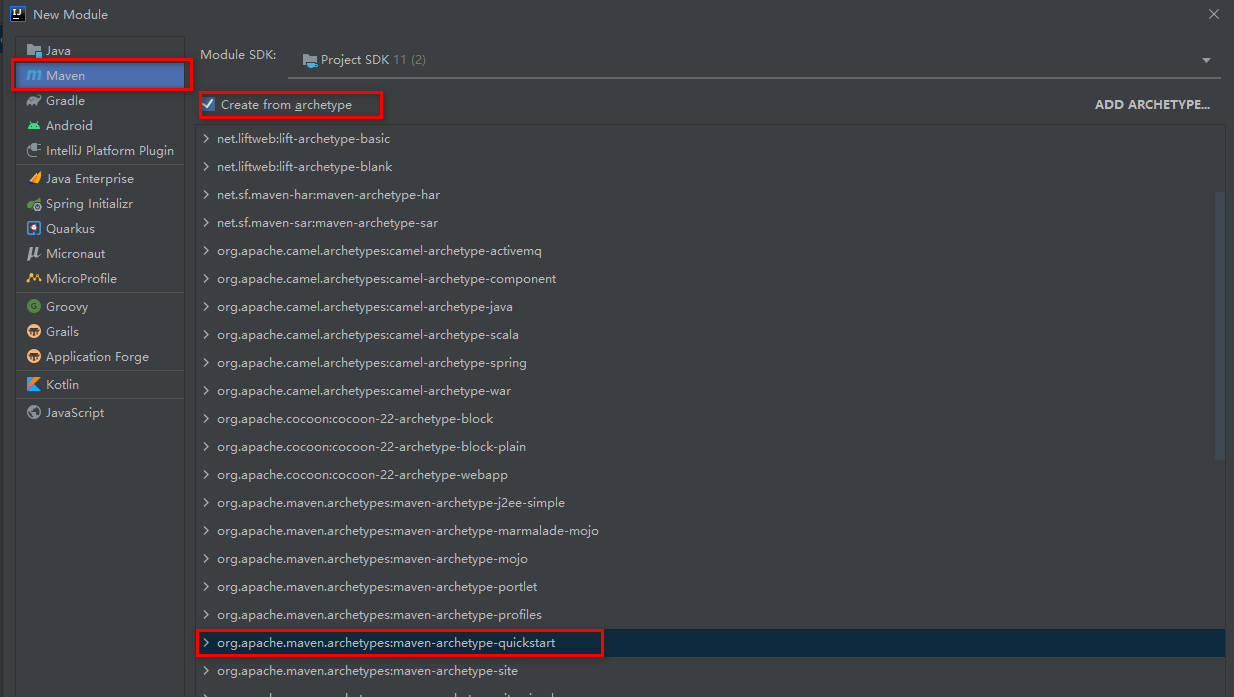 New Module
Java
Maven
Gradle
Android
IntelliJ Platform Plugin
Java Enterprise
Spring Initializr
Quarkus
Micronaut
MicroProfile
Groovy
Grails
Application Forge
Kotlin
JavaScript
Module SDK:
Project SDK 11 (2)
Create from archetype
ADD ARCHETYPE...
net.liftweb:lift-archetype-basic
net.liftweb:lift-archetype-blank
net.sf.maven-har:maven-archetype-har
net.sf.maven-sar:maven-archetype-sar
org.apache.camel.archetypes:camel-archetype-activemq
org.apache.camel.archetypes:camel-archetype-component
org.apache.camel.archetypes:camel-archetype-java
org.apache.camel.archetypes:camel-archetype-scala
org.apache.camel.archetypes:camel-archetype-spring
org.apache.camel.archetypes:camel-archetype-war
org.apache.cocoon:cocoon-22-archetype-block
org.apache.cocoon:cocoon-22-archetype-block-plain
org.apache.cocoon:cocoon-22-archetype-webapp
org.apache.maven.archetypes:maven-archetype-j2ee-simple
org.apache.maven.archetypes:maven-archetype-marmalade-mojo
org.apache.maven.archetypes:maven-archetype-mojo
org.apache.maven.archetypes:maven-archetype-portlet
org.apache.maven.archetypes:maven-archetype-profiles
org.apache.maven.archetypes:maven-archetype-quickstart
org.apache.maven.archetypes:maven-archetype-site